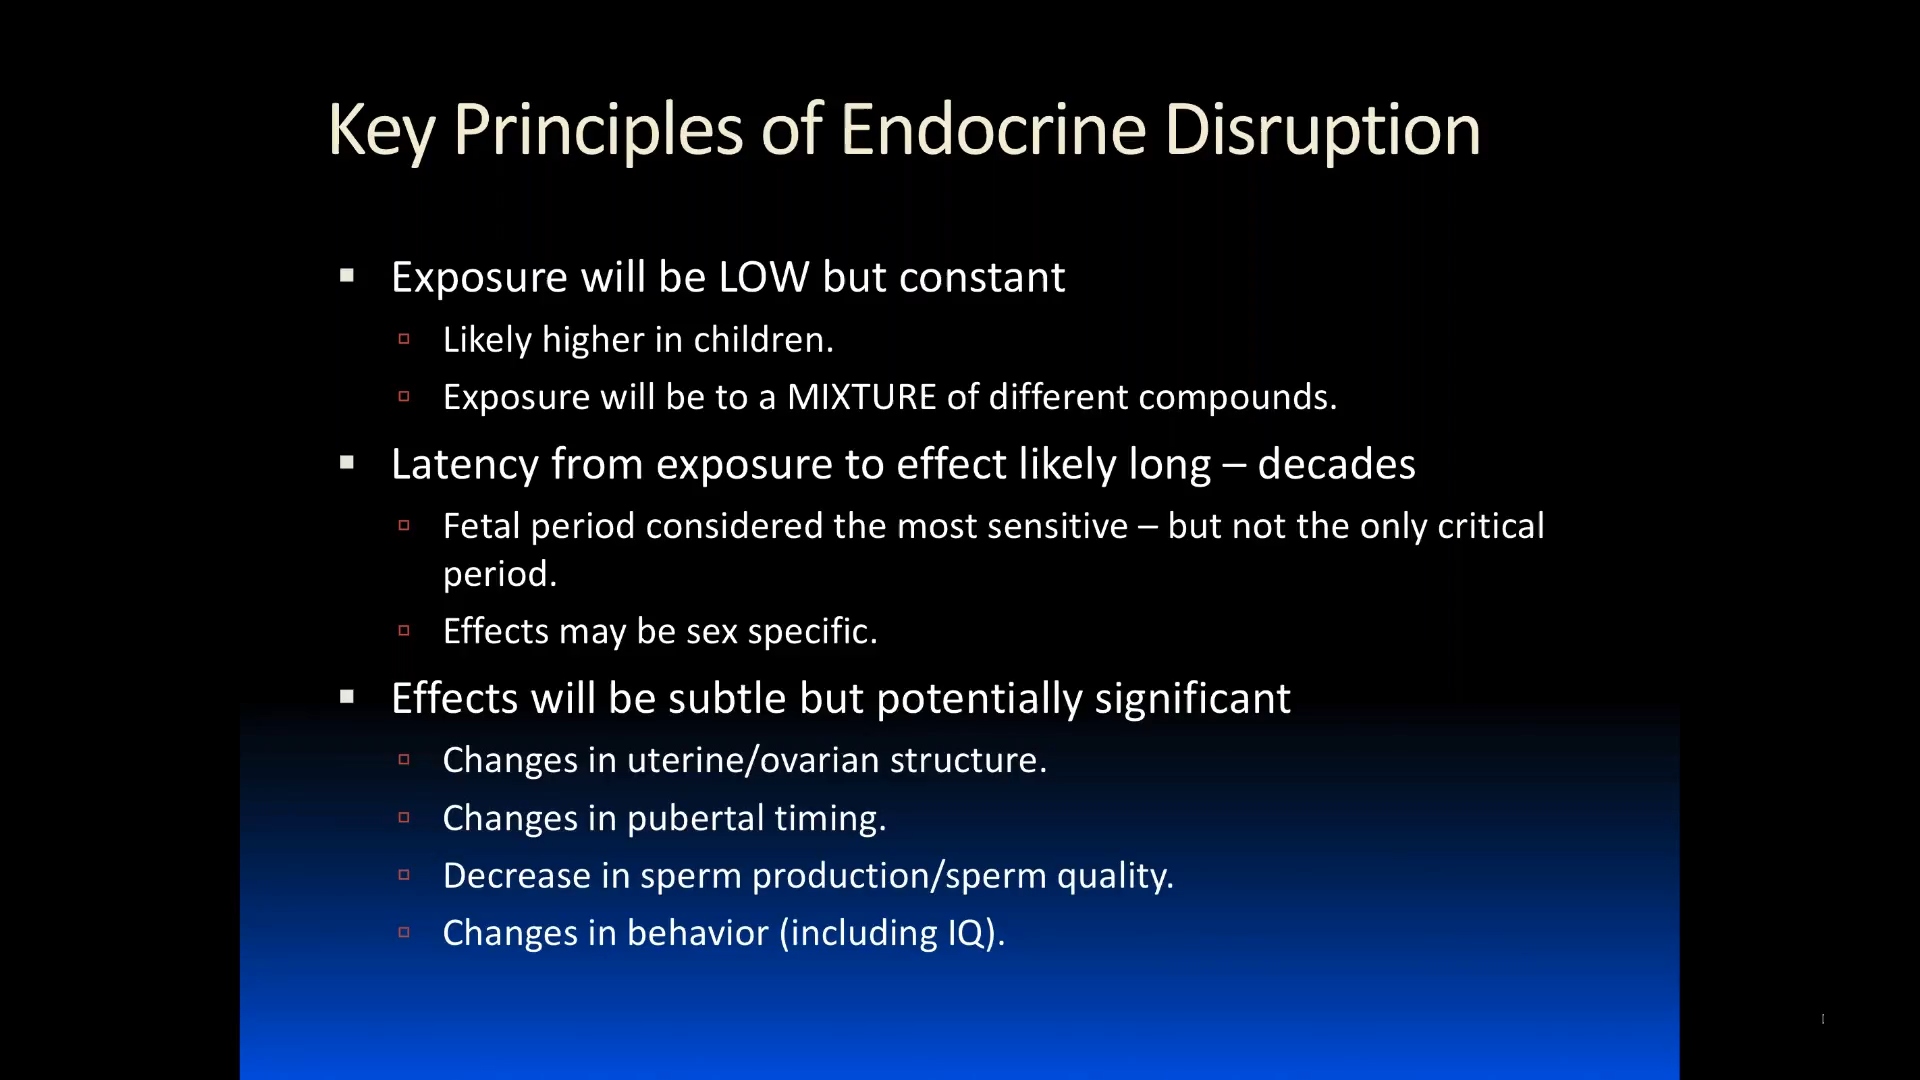 Key Principles of Endocrine Disruption
▪ Exposure will be LOW but constant
▫ Likely higher in children.
▫ Exposure will be to a MIXTURE of different compounds.
▪ Latency from exposure to effect likely long – decades
▫ Fetal period considered the most sensitive – but not the only critical
period.
▫ Effects may be sex specific.
▪ Effects will be subtle but potentially significant
▫ Changes in uterine/ovarian structure.
▫ Changes in pubertal timing.
▫ Decrease in sperm production/sperm quality.
▫ Changes in behavior (including IQ).